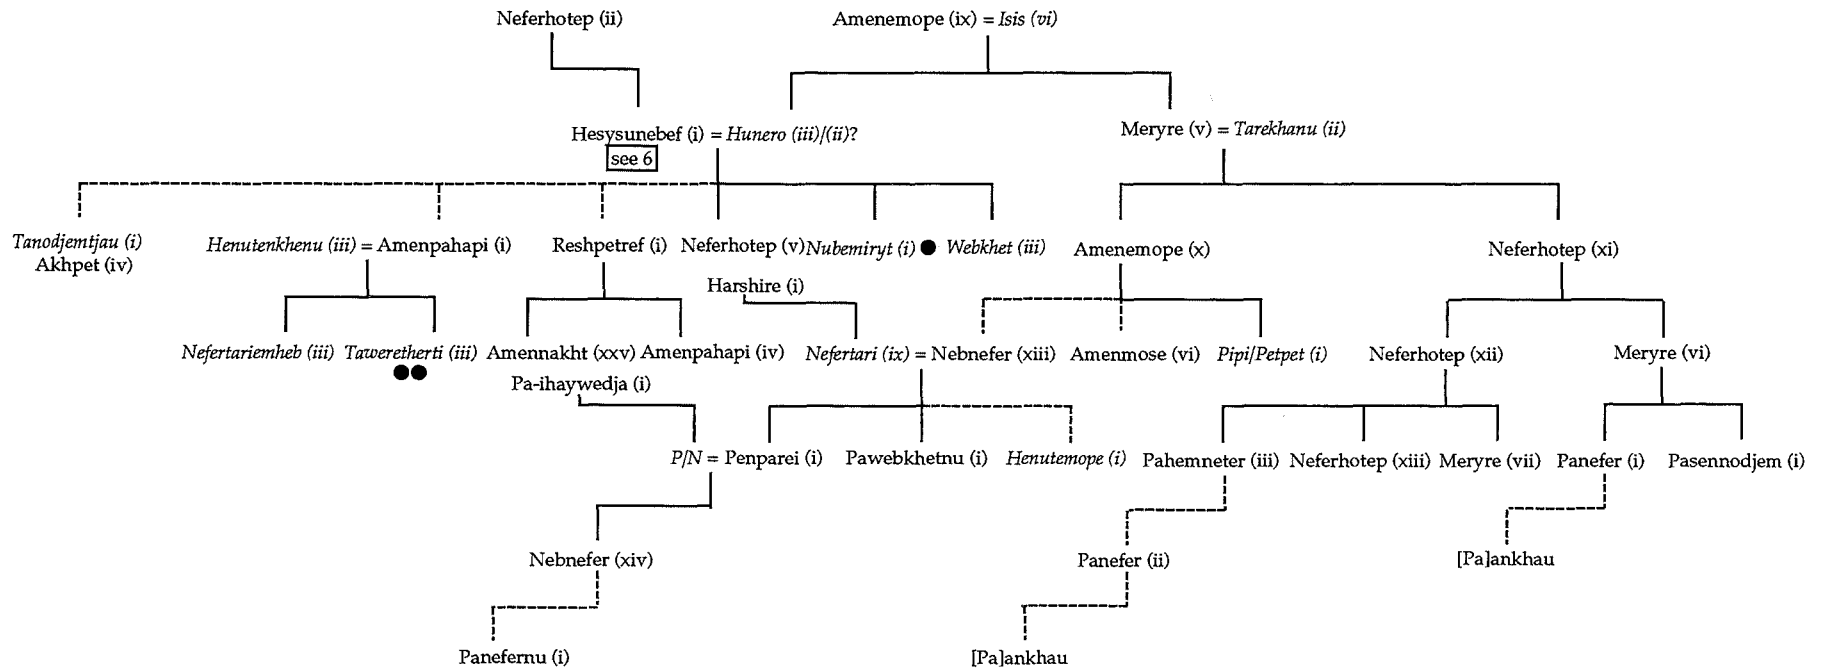 Neferhotep (ii) Amenemope (ix) = Isis (vi)
Hesysunebef (i) = Hunero (iii)/(ii)? Meryre (v) = Tarekhanu (ii)
see 6
Tanodjemtjau (i) Henutenkhenu (iii) = Amenpahapi (i) Reshpetref (i) Neferhotep (v) Nubemiryt (i) Webkhet (iii) Amenemope (x) Neferhotep (xi)
Akhpet (iv)
Harshire (i)
Nefertariemheb (iii) Taweretherti (iii) Amennakht (xxv) Amenpahapi (iv) Nefertari (ix) = Nebnefer (xiii) Amenmose (vi) Pipi/Petpet (i) Neferhotep (xii) Meryre (vi)
Pa-ihaywedja (i)
P/N = Penparei (i) Pawebkhetnu (i) Henutemope (i) Pahemneter (iii) Neferhotep (xiii) Meryre (vii) Panefer (i) Pasennodjem (i)
Nebnefer (xiv) Panefer (ii) [Pa]ankhau
Panefernu (i) [Pa]ankhau